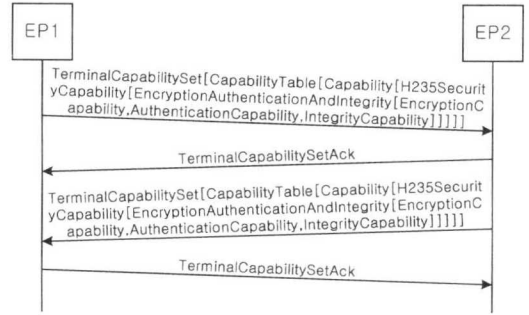 EP1
EP2
TerminalCapabilitySet[CapabilityTable[Capability[H235Securit
yCapability[EncryptionAuthenticationAndIntegrity[EncryptionC
apability,AuthenticationCapability,IntegrityCapability]]]]]
TerminalCapabilitySetAck
TerminalCapabilitySet[CapabilityTable[Capability[H235Securit
yCapability[EncryptionAuthenticationAndIntegrity[EncryptionC
apability,AuthenticationCapability,IntegrityCapability]]]]]
TerminalCapabilitySetAck